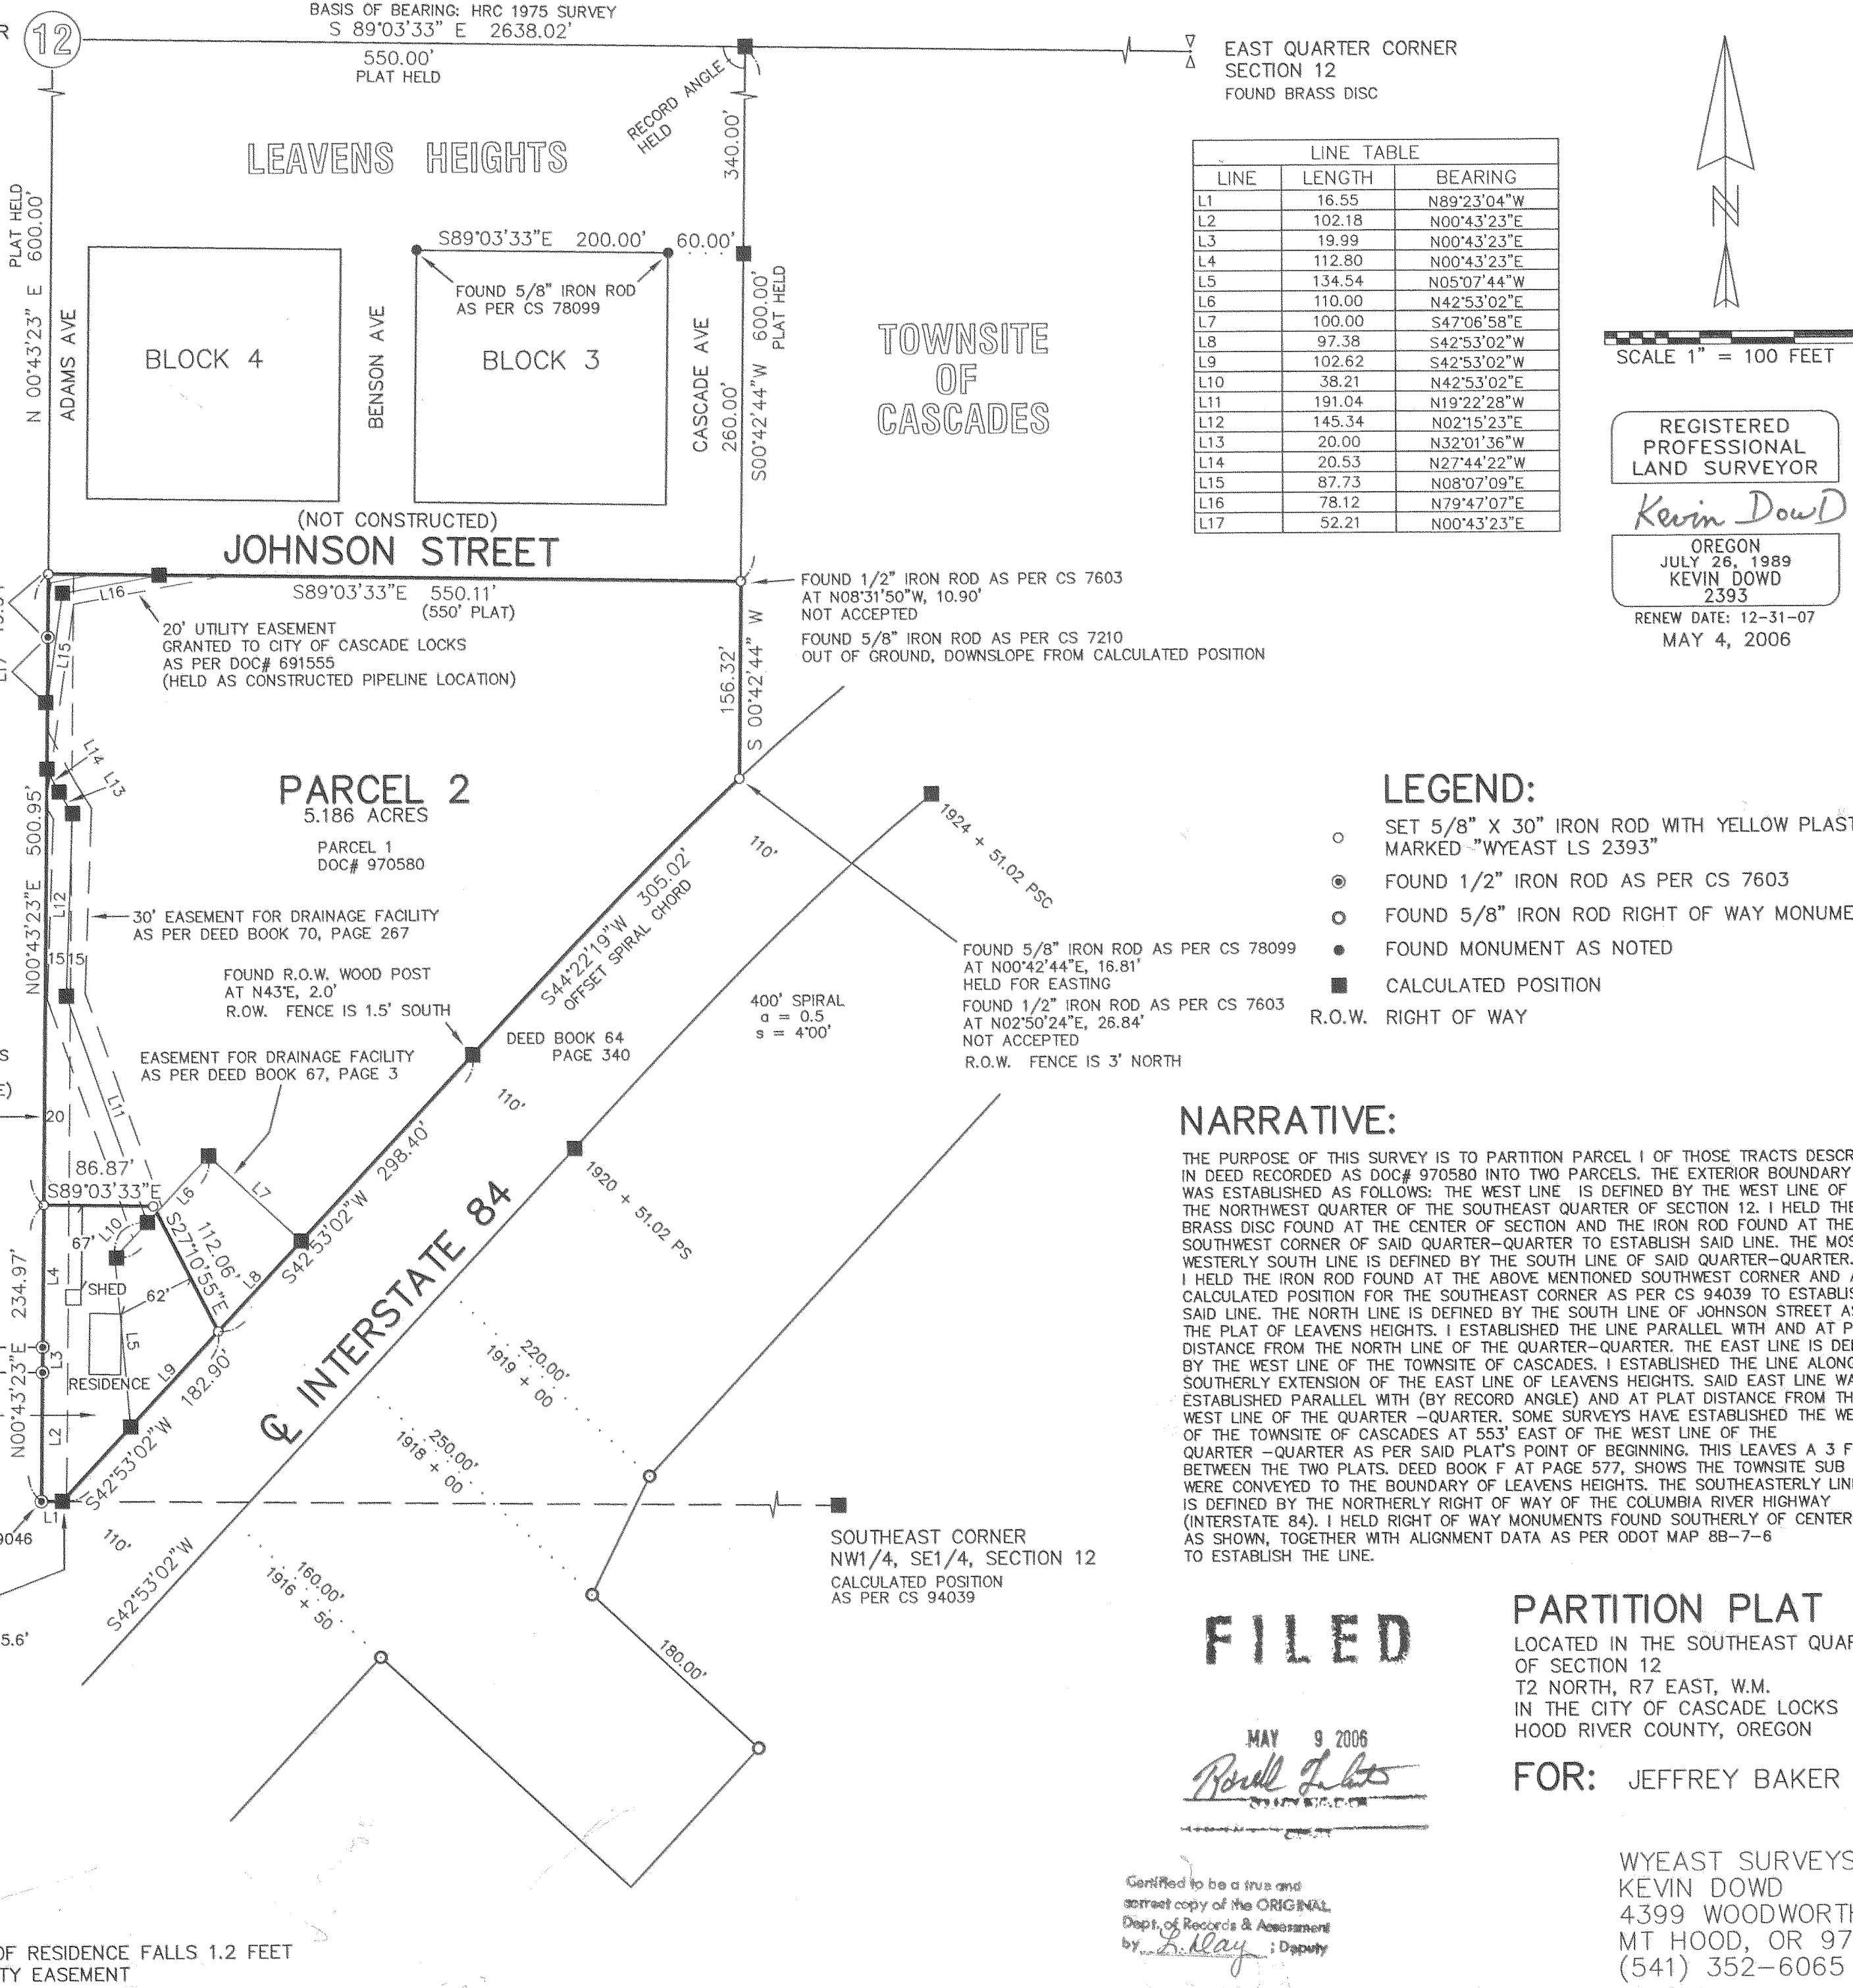 R
12
BASIS OF BEARING: HRC 1975 SURVEY
S 89°03'33" E 2638.02'
550.00'
PLAT HELD
RECORD ANGLE
HELD
EAST QUARTER CORNER
SECTION 12
FOUND BRASS DISC
340.00'
LEAVENS HEIGHTS
PLAT HELD
600.00'
N 00°43'23" E
ADAMS AVE
S89°03'33"E 200.00'
60.00'
FOUND 5/8" IRON ROD
AS PER CS 78099
BLOCK 4
BENSON AVE
BLOCK 3
CASCADE AVE
260.00'
S00°42'44"W 600.00'
PLAT HELD
TOWNSITE
OF
CASCADES
(NOT CONSTRUCTED)
JOHNSON STREET
S89°03'33"E 550.11'
(550' PLAT)
L16
20' UTILITY EASEMENT
GRANTED TO CITY OF CASCADE LOCKS
AS PER DOC# 691555
(HELD AS CONSTRUCTED PIPELINE LOCATION)
L15
L17
FOUND 1/2" IRON ROD AS PER CS 7603
AT N08°31'50"W, 10.90'
NOT ACCEPTED
FOUND 5/8" IRON ROD AS PER CS 7210
OUT OF GROUND, DOWNSLOPE FROM CALCULATED POSITION
156.32'
S 00°42'44" W
LINE TABLE
LINE LENGTH BEARING
L1 16.55 N89°23'04"W
L2 102.18 N00°43'23"E
L3 19.99 N00°43'23"E
L4 112.80 N00°43'23"E
L5 134.54 N05°07'44"W
L6 110.00 N42°53'02"E
L7 100.00 S47°06'58"E
L8 97.38 S42°53'02"W
L9 102.62 S42°53'02"W
L10 38.21 N42°53'02"E
L11 191.04 N19°22'28"W
L12 145.34 N02°15'23"E
L13 20.00 N32°01'36"W
L14 20.53 N27°44'22"W
L15 87.73 N08°07'09"E
L16 78.12 N79°47'07"E
L17 52.21 N00°43'23"E
N
SCALE 1" = 100 FEET
REGISTERED
PROFESSIONAL
LAND SURVEYOR
Kevin Dowd
OREGON
JULY 26, 1989
KEVIN DOWD
2393
RENEW DATE: 12-31-07
MAY 4, 2006
L14
L13
PARCEL 2
5.186 ACRES
PARCEL 1
DOC# 970580
N00°43'23"E 500.95'
L12
15 15
30' EASEMENT FOR DRAINAGE FACILITY
AS PER DEED BOOK 70, PAGE 267
FOUND R.O.W. WOOD POST
AT N43°E, 2.0'
R.OW. FENCE IS 1.5' SOUTH
EASEMENT FOR DRAINAGE FACILITY
AS PER DEED BOOK 67, PAGE 3
S44°22'19"W 305.02'
OFFSET SPIRAL CHORD
DEED BOOK 64
PAGE 340
110'
1924 + 51.02 PSC
400' SPIRAL
a = 0.5
s = 4°00'
FOUND 5/8" IRON ROD AS PER CS 78099
AT N00°42'44"E, 16.81'
HELD FOR EASTING
FOUND 1/2" IRON ROD AS PER CS 7603
AT N02°50'24"E, 26.84'
NOT ACCEPTED
R.O.W. FENCE IS 3' NORTH
LEGEND:
SET 5/8" X 30" IRON ROD WITH YELLOW PLAST
MARKED "WYEAST LS 2393"
FOUND 1/2" IRON ROD AS PER CS 7603
FOUND 5/8" IRON ROD RIGHT OF WAY MONUME
FOUND MONUMENT AS NOTED
CALCULATED POSITION
R.O.W. RIGHT OF WAY
S
E)
20
L11
86.87'
S89°03'33"E
L6
L7
L10
67'
112.06'
S27°10'55"E
SHED
62'
L4
L5
L8
L3
RESIDENCE
L9
L2
L1
N00°43'23"E 234.97'
S42°53'02"W 298.40'
S42°53'02"W 182.90'
110'
110'
1920 + 51.02 PS
℄ INTERSTATE 84
220.00'
1919 + 00
250.00'
1918 + 00
160.00'
1916 + 50
S42°53'02"W
180.00'
9046
5.6'
SOUTHEAST CORNER
NW1/4, SE1/4, SECTION 12
CALCULATED POSITION
AS PER CS 94039
NARRATIVE:
THE PURPOSE OF THIS SURVEY IS TO PARTITION PARCEL I OF THOSE TRACTS DESCR
IN DEED RECORDED AS DOC# 970580 INTO TWO PARCELS. THE EXTERIOR BOUNDARY
WAS ESTABLISHED AS FOLLOWS: THE WEST LINE IS DEFINED BY THE WEST LINE OF
THE NORTHWEST QUARTER OF THE SOUTHEAST QUARTER OF SECTION 12. I HELD THE
BRASS DISC FOUND AT THE CENTER OF SECTION AND THE IRON ROD FOUND AT THE
SOUTHWEST CORNER OF SAID QUARTER-QUARTER TO ESTABLISH SAID LINE. THE MOS
WESTERLY SOUTH LINE IS DEFINED BY THE SOUTH LINE OF SAID QUARTER-QUARTER.
I HELD THE IRON ROD FOUND AT THE ABOVE MENTIONED SOUTHWEST CORNER AND A
CALCULATED POSITION FOR THE SOUTHEAST CORNER AS PER CS 94039 TO ESTABLIS
SAID LINE. THE NORTH LINE IS DEFINED BY THE SOUTH LINE OF JOHNSON STREET AS
THE PLAT OF LEAVENS HEIGHTS. I ESTABLISHED THE LINE PARALLEL WITH AND AT P
DISTANCE FROM THE NORTH LINE OF THE QUARTER-QUARTER. THE EAST LINE IS DE
BY THE WEST LINE OF THE TOWNSITE OF CASCADES. I ESTABLISHED THE LINE ALONG
SOUTHERLY EXTENSION OF THE EAST LINE OF LEAVENS HEIGHTS. SAID EAST LINE WA
ESTABLISHED PARALLEL WITH (BY RECORD ANGLE) AND AT PLAT DISTANCE FROM TH
WEST LINE OF THE QUARTER -QUARTER. SOME SURVEYS HAVE ESTABLISHED THE WE
OF THE TOWNSITE OF CASCADES AT 553' EAST OF THE WEST LINE OF THE
QUARTER -QUARTER AS PER SAID PLAT'S POINT OF BEGINNING. THIS LEAVES A 3 F
BETWEEN THE TWO PLATS. DEED BOOK F AT PAGE 577, SHOWS THE TOWNSITE SUB
WERE CONVEYED TO THE BOUNDARY OF LEAVENS HEIGHTS. THE SOUTHEASTERLY LIN
IS DEFINED BY THE NORTHERLY RIGHT OF WAY OF THE COLUMBIA RIVER HIGHWAY
(INTERSTATE 84). I HELD RIGHT OF WAY MONUMENTS FOUND SOUTHERLY OF CENTER
AS SHOWN, TOGETHER WITH ALIGNMENT DATA AS PER ODOT MAP 8B-7-6
TO ESTABLISH THE LINE.
FILED
MAY 9 2006
PARTITION PLAT
LOCATED IN THE SOUTHEAST QUAR
OF SECTION 12
T2 NORTH, R7 EAST, W.M.
IN THE CITY OF CASCADE LOCKS
HOOD RIVER COUNTY, OREGON
FOR: JEFFREY BAKER
WYEAST SURVEYS
KEVIN DOWD
4399 WOODWORTH
MT HOOD, OR 97
(541) 352-6065
Certified to be a true and
correct copy of the ORIGINAL
Dept. of Records & Assessment
by ; Deputy
OF RESIDENCE FALLS 1.2 FEET
TY EASEMENT